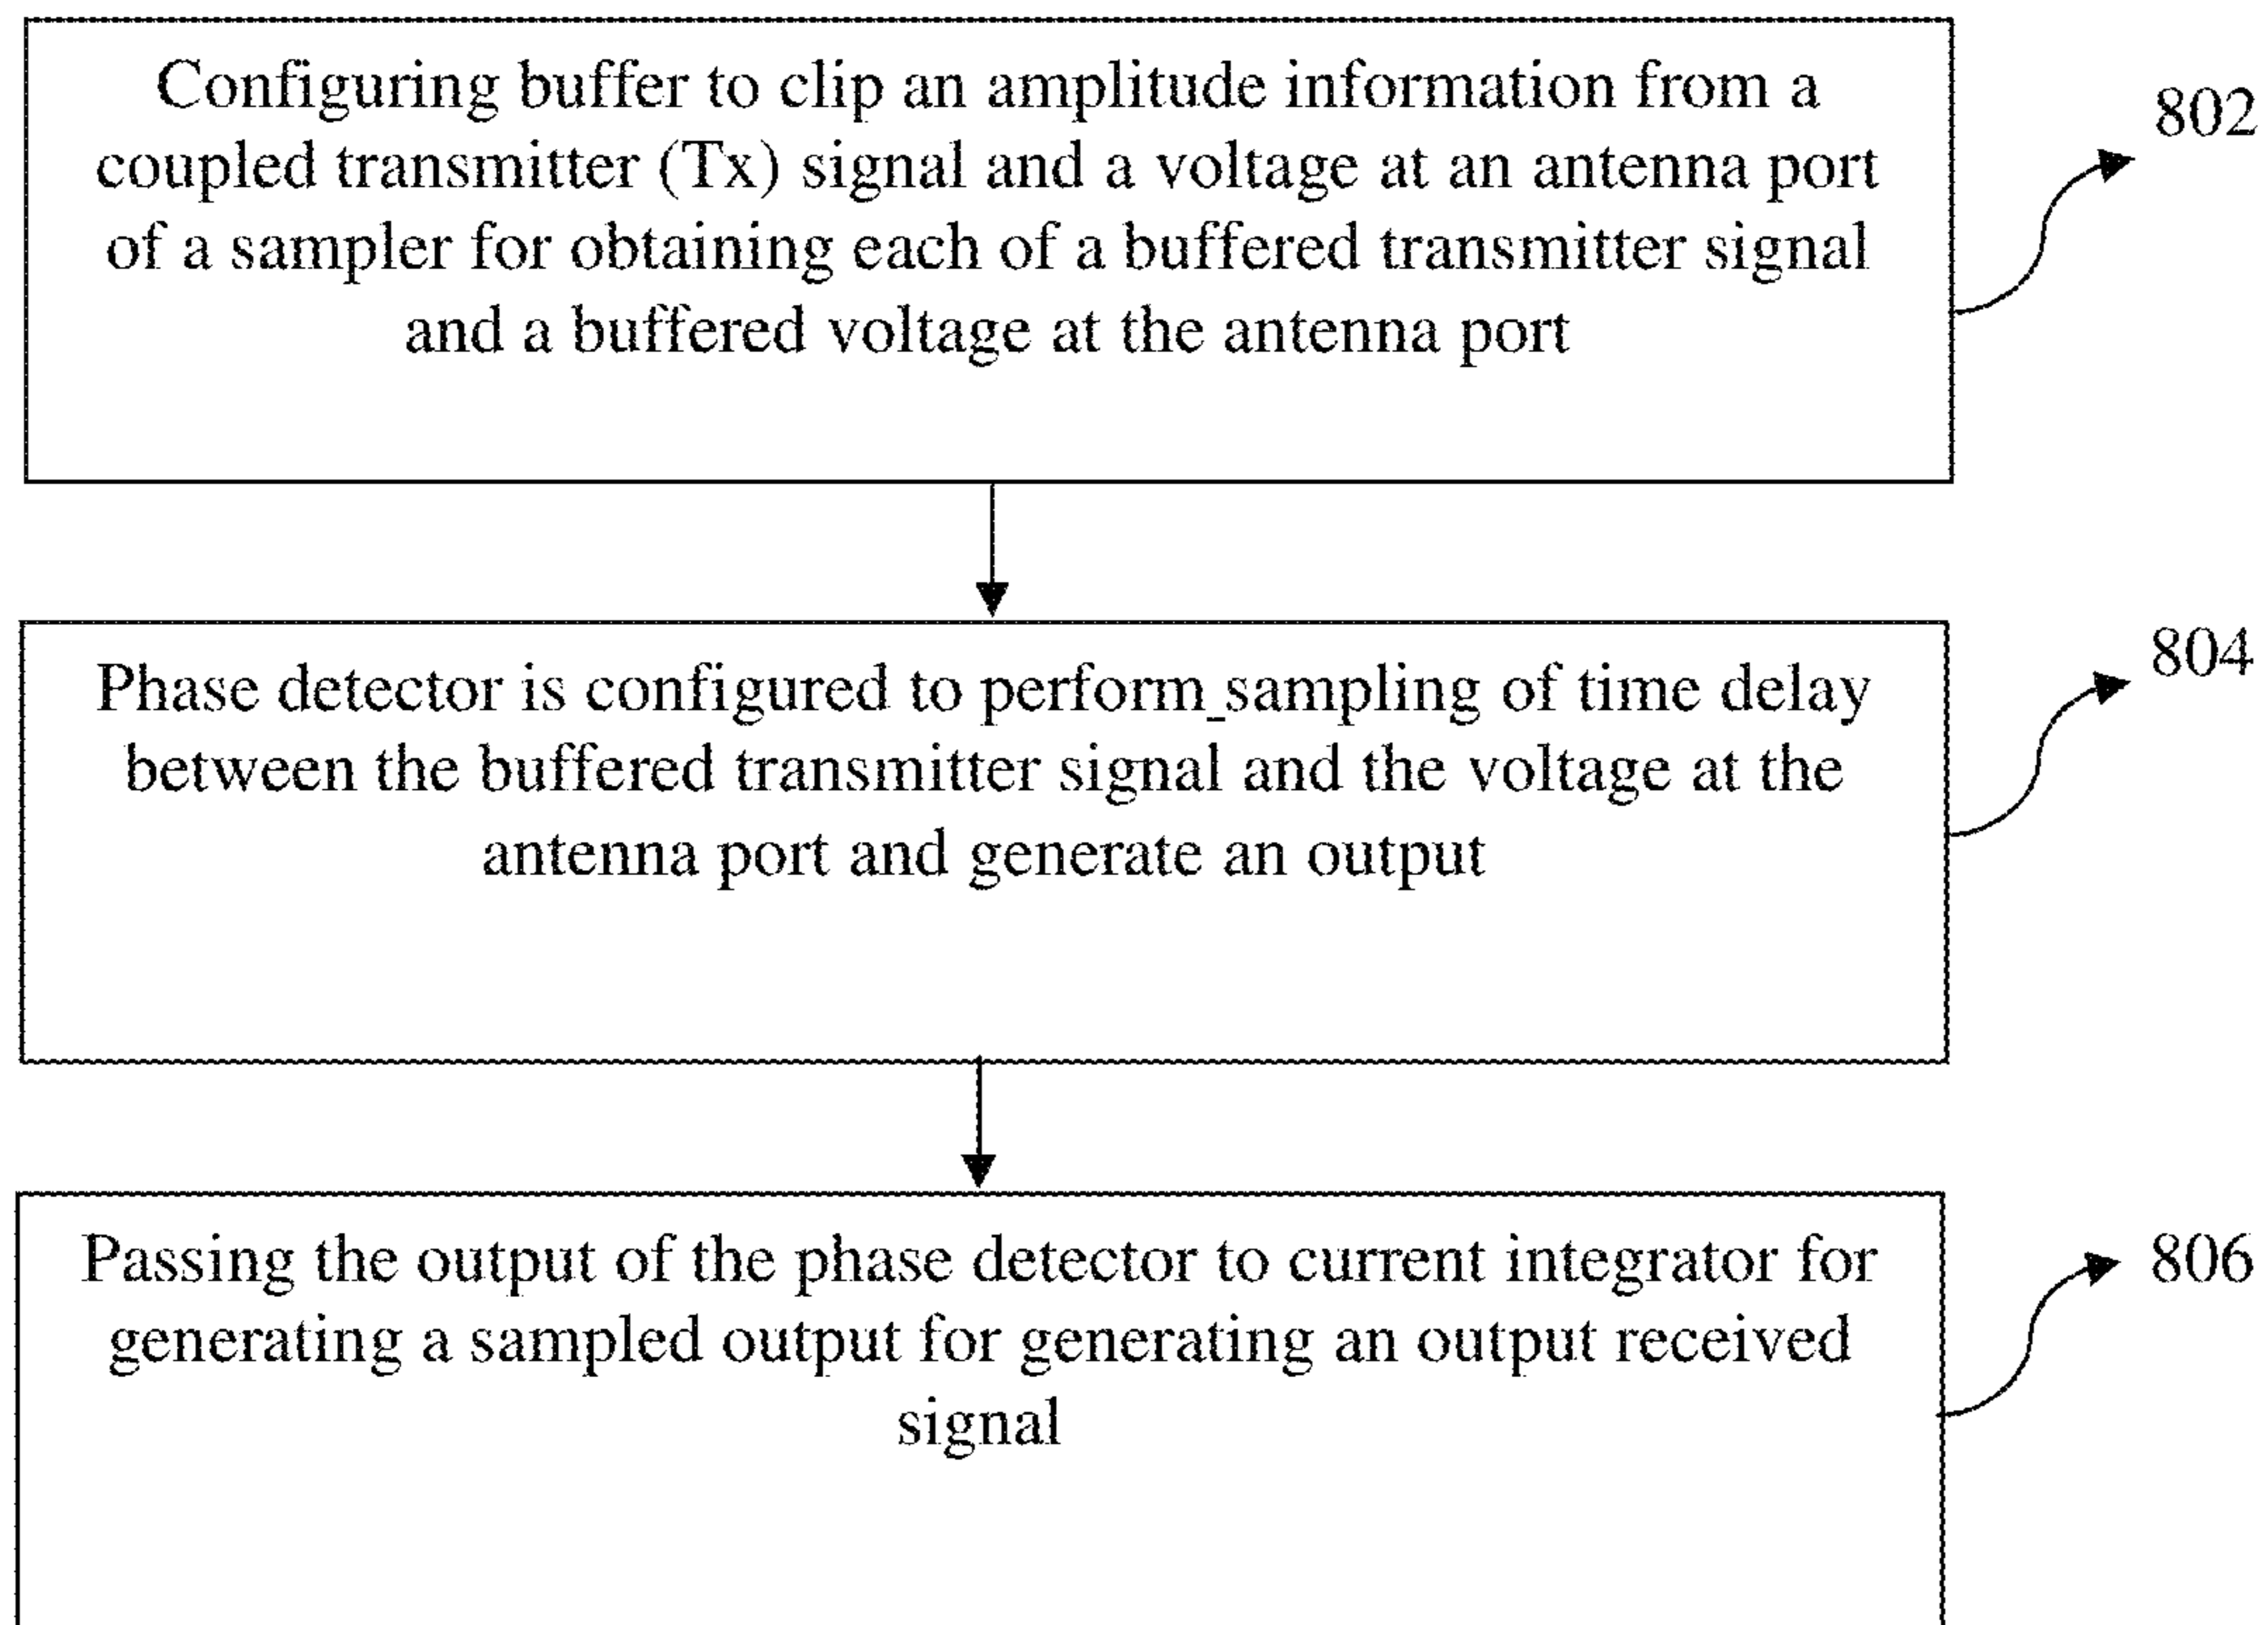 Configuring buffer to clip an amplitude information from a
coupled transmitter (Tx) signal and a voltage at an antenna port
of a sampler for obtaining each of a buffered transmitter signal
and a buffered voltage at the antenna port
802
Phase detector is configured to perform_sampling of time delay
between the buffered transmitter signal and the voltage at the
antenna port and generate an output
804
Passing the output of the phase detector to current integrator for
generating a sampled output for generating an output received
signal
806